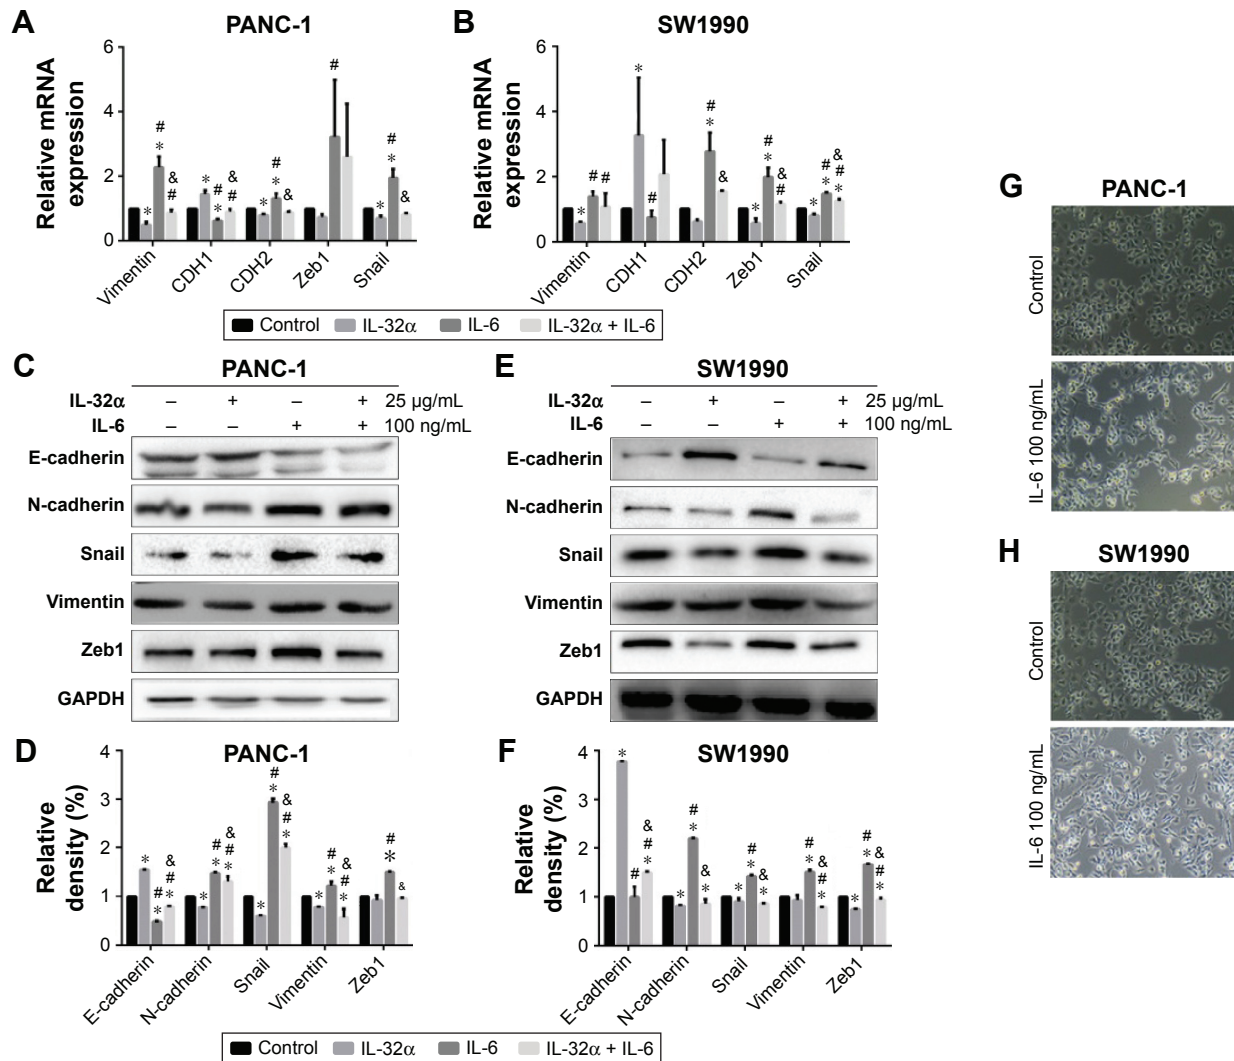 A
PANC-1
Relative mRNA
expression
6
4
2
0
#
*
*
*
&
#
*
#
*
&
#
*
#
*
&
#
*
#
*
&
Vimentin
CDH1
CDH2
Zeb1
Snail
B
SW1990
Relative mRNA
expression
6
4
2
0
*
#
#
*
#
#
*
&
*
#
*
&
#
*
#
*
&
#
*
Vimentin
CDH1
CDH2
Zeb1
Snail
Control
IL-32α
IL-6
IL-32α + IL-6
C
PANC-1
IL-32α
–
+
–
+
25 µg/mL
IL-6
–
–
+
+
100 ng/mL
E-cadherin
N-cadherin
Snail
Vimentin
Zeb1
GAPDH
E
SW1990
IL-32α
–
+
–
+
25 µg/mL
IL-6
–
–
+
+
100 ng/mL
E-cadherin
N-cadherin
Snail
Vimentin
Zeb1
GAPDH
D
PANC-1
Relative
density (%)
4
3
2
1
0
*
#
*
&
#
*
*
#
*
&
#
*
*
#
*
&
#
*
*
#
*
&
#
*
#
*
&
E-cadherin
N-cadherin
Snail
Vimentin
Zeb1
F
SW1990
Relative
density (%)
4
3
2
1
0
*
#
&
#
*
*
#
*
&
*
*
#
*
&
*
#
*
&
#
*
*
#
*
&
#
*
E-cadherin
N-cadherin
Snail
Vimentin
Zeb1
Control
IL-32α
IL-6
IL-32α + IL-6
G
PANC-1
Control
IL-6 100 ng/mL
H
SW1990
Control
IL-6 100 ng/mL